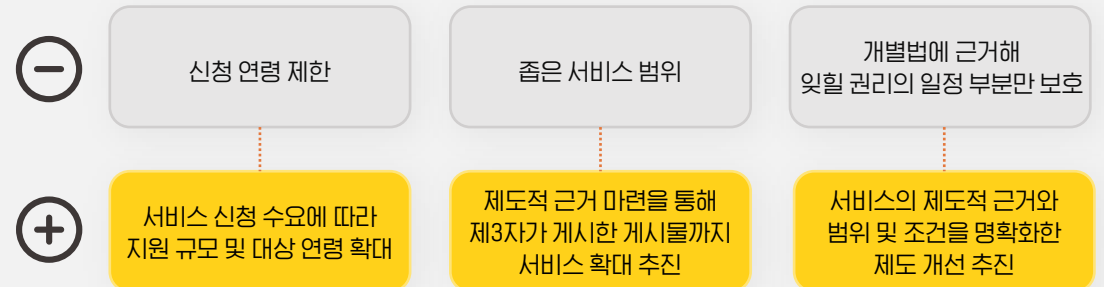 신청 연령 제한
좁은 서비스 범위
개별법에 근거해
잊힐 권리의 일정 부분만 보호
서비스 신청 수요에 따라
지원 규모 및 대상 연령 확대
제도적 근거 마련을 통해
제3자가 게시한 게시물까지
서비스 확대 추진
서비스의 제도적 근거와
범위 및 조건을 명확화한
제도 개선 추진